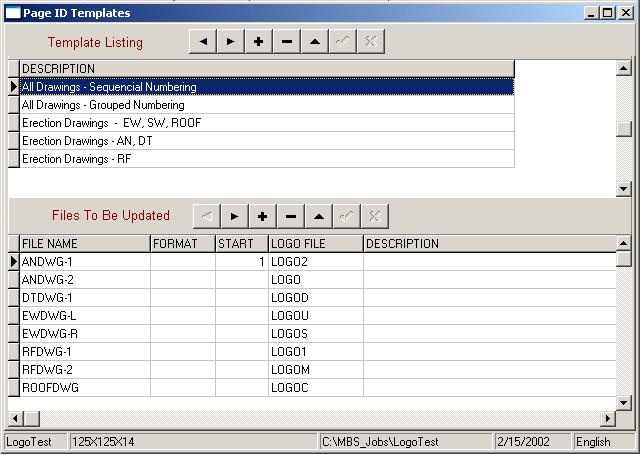 Page ID Templates
Template Listing
DESCRIPTION
All Drawings - Sequencial Numbering
All Drawings - Grouped Numbering
Erection Drawings - EW, SW, ROOF
Erection Drawings - AN, DT
Erection Drawings - RF
Files To Be Updated
FILE NAME FORMAT START LOGO FILE DESCRIPTION
ANDWG-1 1 LOGO2
ANDWG-2 LOGO
DTDWG-1 LOGOD
EWDWG-L LOGOU
EWDWG-R LOGOS
RFDWG-1 LOGO1
RFDWG-2 LOGOM
ROOFDWG LOGOC
LogoTest 125X125X14 C:\MBS_Jobs\LogoTest 2/15/2002 English